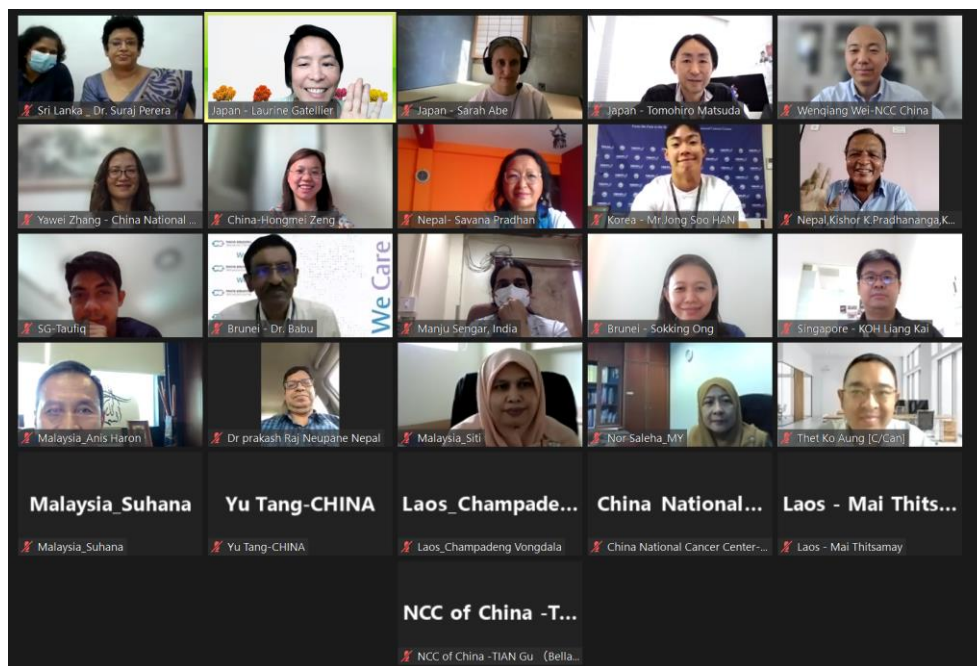 Sri Lanka _ Dr. Suraj Perera
Japan - Laurine Gatellier
Japan - Sarah Abe
Japan - Tomohiro Matsuda
Wenqiang Wei-NCC China
Yawei Zhang - China National ...
China-Hongmei Zeng
Nepal- Savana Pradhan
Korea - Mr.Jong Soo HAN
Nepal,Kishor K.Pradhananga,K...
SG-Taufiq
We Care
Brunei - Dr. Babu
Manju Sengar, India
Brunei - Sokking Ong
Singapore - KOH Liang Kai
Malaysia_Anis Haron
Dr prakash Raj Neupane Nepal
Malaysia_Siti
Nor Saleha_MY
Thet Ko Aung [C/Can]
Malaysia_Suhana
Yu Tang-CHINA
Laos_Champade...
China National...
Laos - Mai Thits...
Malaysia_Suhana
Yu Tang-CHINA
Laos_Champadeng Vongdala
China National Cancer Center-...
Laos - Mai Thitsamay
NCC of China -T...
NCC of China -TIAN Gu （Bella...